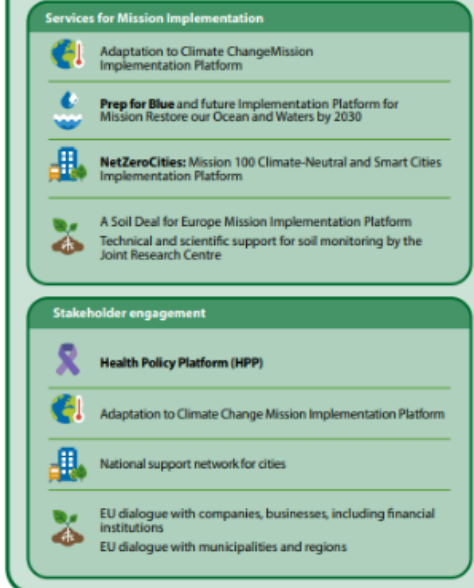 Services for Mission Implementation
Adaptation to Climate ChangeMission
Implementation Platform
Prep for Blue and future Implementation Platform for
Mission Restore our Ocean and Waters by 2030
NetZeroCities: Mission 100 Climate-Neutral and Smart Cities
Implementation Platform
A Soil Deal for Europe Mission Implementation Platform
Technical and scientific support for soil monitoring by the
Joint Research Centre
Stakeholder engagement
Health Policy Platform (HPP)
Adaptation to Climate Change Mission Implementation Platform
National support network for cities
EU dialogue with companies, businesses, including financial
institutions
EU dialogue with municipalities and regions